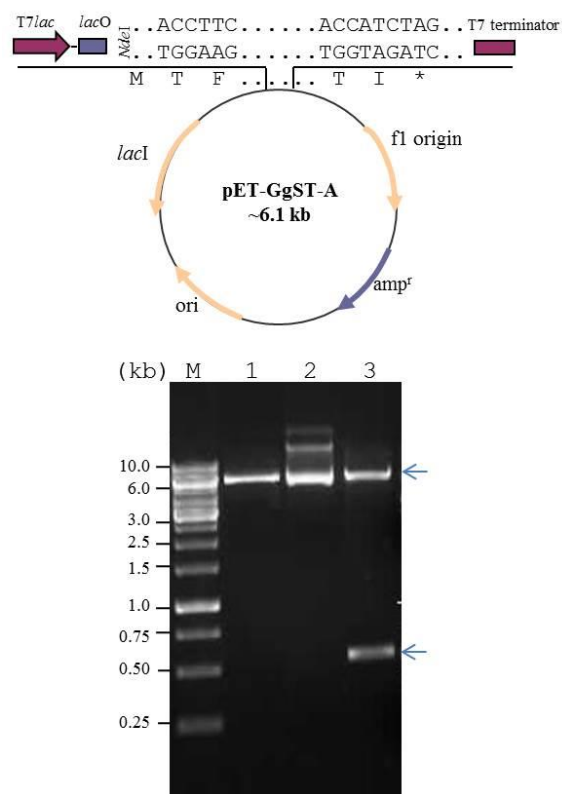 T7lac lacO NdeI ..ACCTTC......ACCATCTAG.. T7 terminator
..TGGAAG......TGGTAGATC..
M T F...... T I *
lacI
f1 origin
pET-GgST-A
~6.1 kb
ori
ampʳ
(kb) M 1 2 3
10.0
6.0
3.0
2.5
1.5
1.0
0.75
0.50
0.25